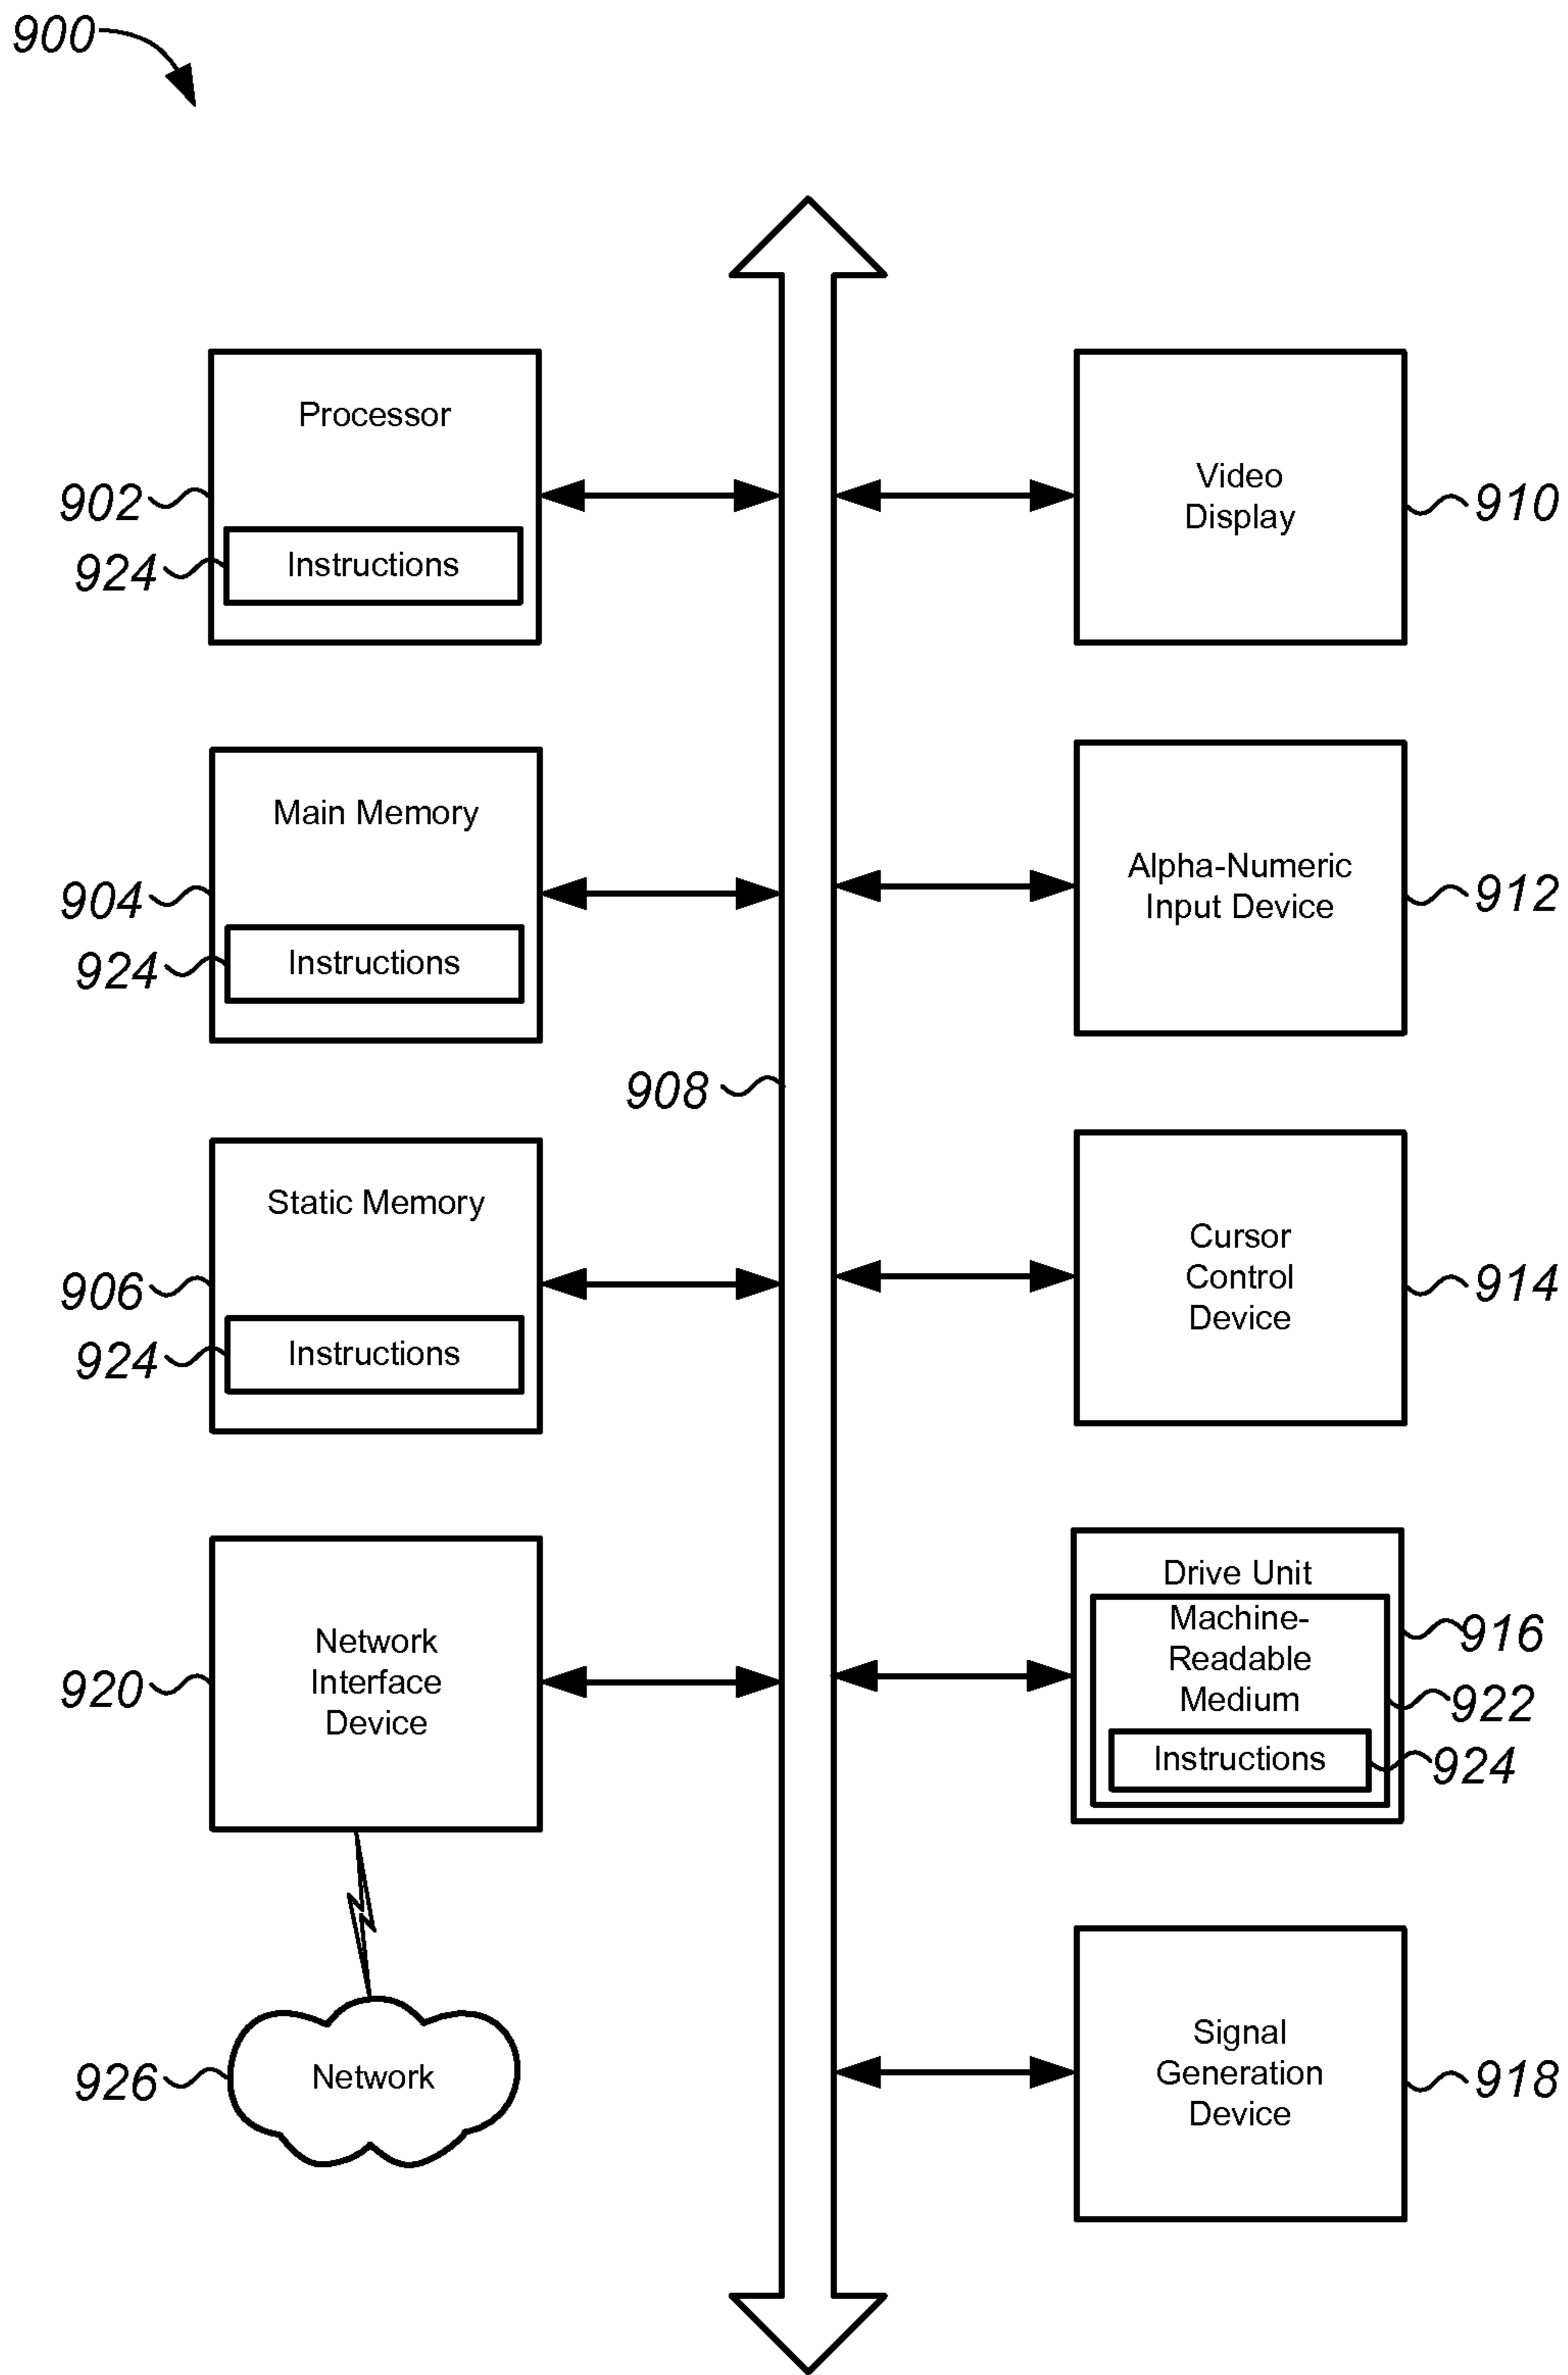 900
Processor
902
924
Instructions
Video
Display
910
Main Memory
904
924
Instructions
Alpha-Numeric
Input Device
912
908
Static Memory
906
924
Instructions
Cursor
Control
Device
914
Network
Interface
Device
920
Drive Unit
Machine-
Readable
Medium
Instructions
916
922
924
926
Network
Signal
Generation
Device
918